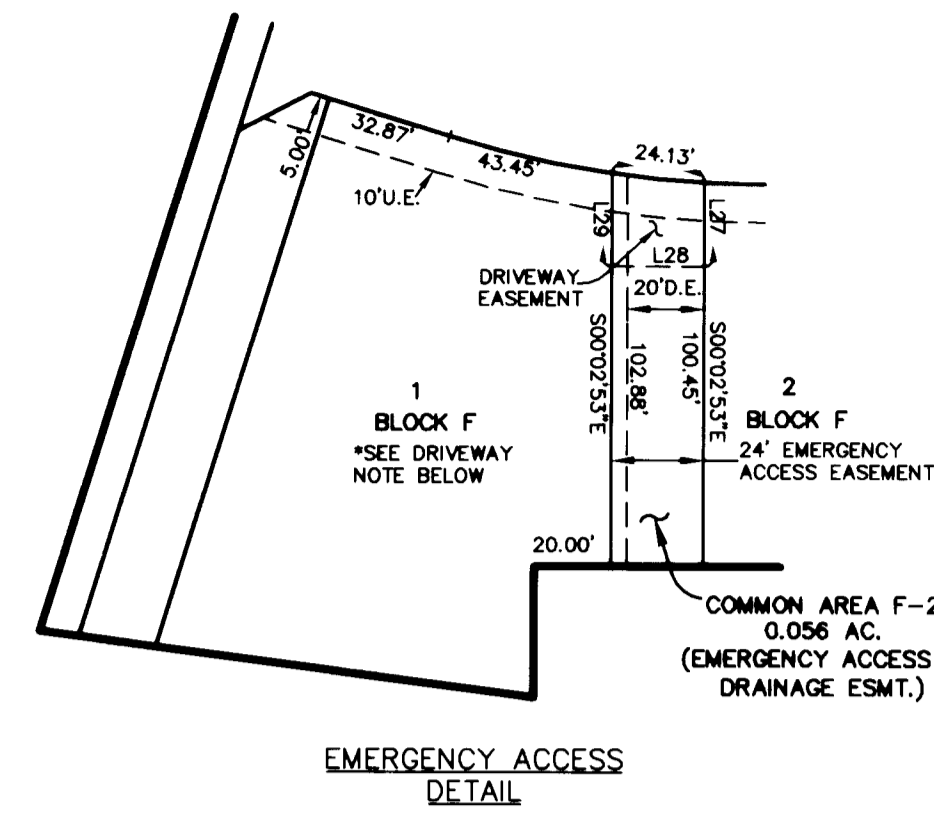 32.87'
43.45'
24.13'
5.00'
10'U.E.
L29
L27
L28
DRIVEWAY
EASEMENT
20'D.E.
S00°02'53"E
102.88'
100.45'
S00°02'53"E
1
BLOCK F
*SEE DRIVEWAY
NOTE BELOW
2
BLOCK F
24' EMERGENCY
ACCESS EASEMENT
20.00'
COMMON AREA F-2
0.056 AC.
(EMERGENCY ACCESS
DRAINAGE ESMT.)
EMERGENCY ACCESS
DETAIL